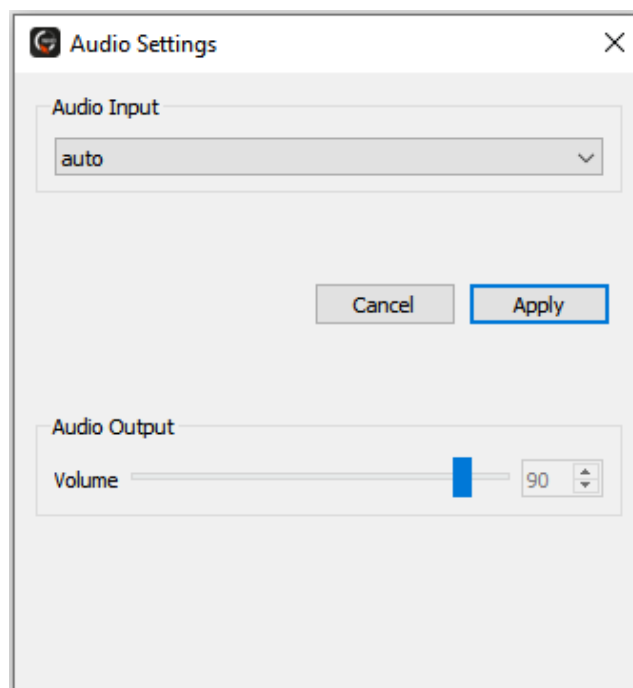 Audio Settings
Audio Input
auto
Cancel Apply
Audio Output
Volume 90